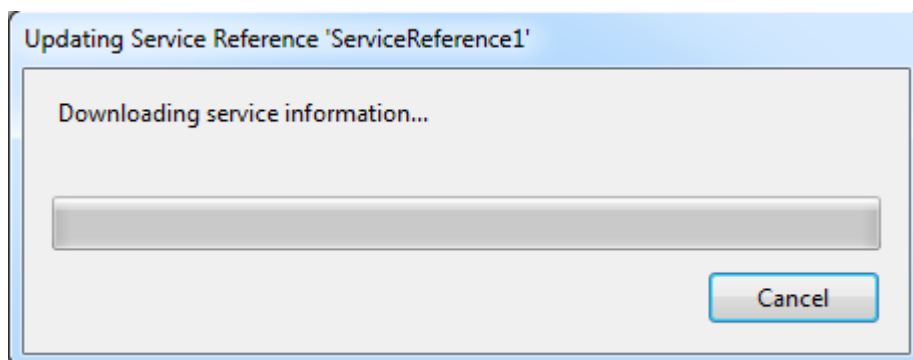 Updating Service Reference 'ServiceReference1'
Downloading service information...
Cancel